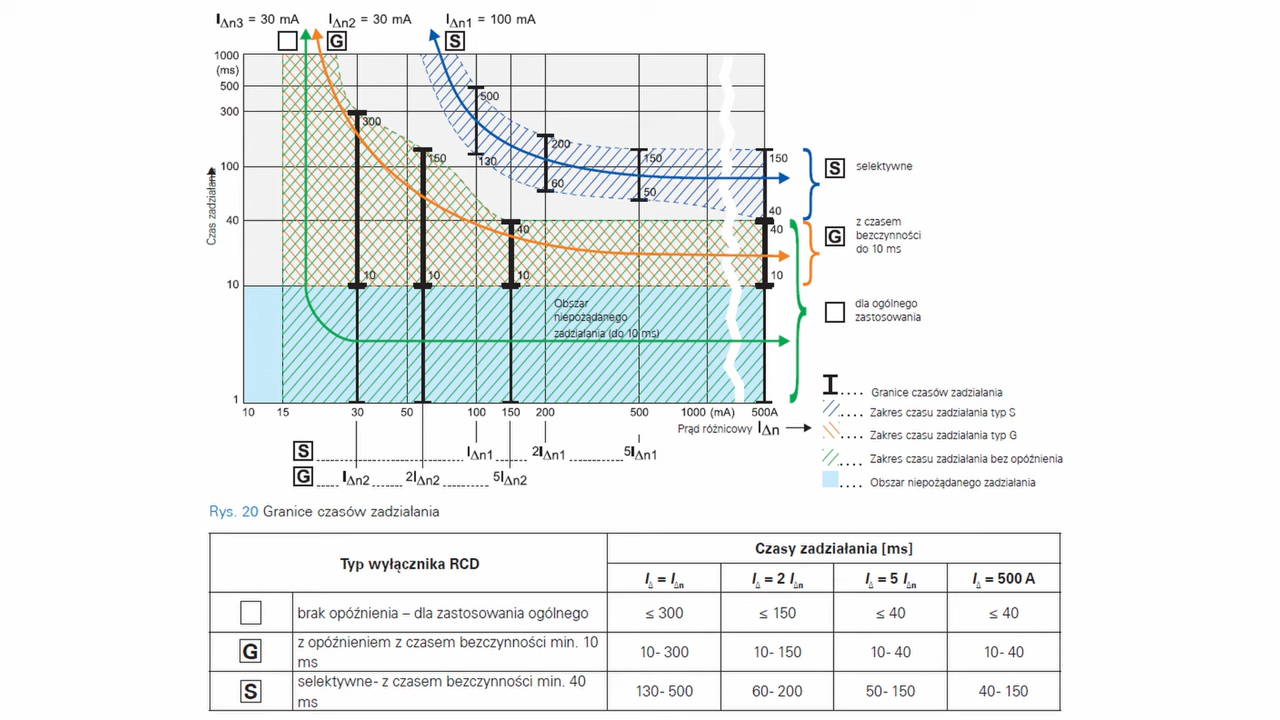 IΔn3 = 30 mA
IΔn2 = 30 mA
IΔn1 = 100 mA
G
S
1000
(ms)
500
300
100
40
10
1
Czas zadziałania
300
150
500
130
200
60
150
50
150
40
40
40
10
10
10
10
Obszar
niepożądanego
zadziałania (do 10 ms)
10
15
30
50
100
150
200
500
1000 (mA)
500A
Prąd różnicowy IΔn
S
selektywne
G
z czasem
bezczynności
do 10 ms
dla ogólnego
zastosowania
.... Granice czasów zadziałania
.... Zakres czasu zadziałania typ S
.... Zakres czasu zadziałania typ G
.... Zakres czasu zadziałania bez opóźnienia
.... Obszar niepożądanego zadziałania
S IΔn1 2IΔn1 5IΔn1
G IΔn2 2IΔn2 5IΔn2
Rys. 20 Granice czasów zadziałania
Typ wyłącznika RCD
Czasy zadziałania [ms]
IΔ = IΔn
IΔ = 2 IΔn
IΔ = 5 IΔn
IΔ = 500 A
brak opóźnienia – dla zastosowania ogólnego
≤ 300
≤ 150
≤ 40
≤ 40
G
z opóźnieniem z czasem bezczynności min. 10
ms
10- 300
10- 150
10- 40
10- 40
S
selektywne- z czasem bezczynności min. 40
ms
130- 500
60- 200
50- 150
40- 150